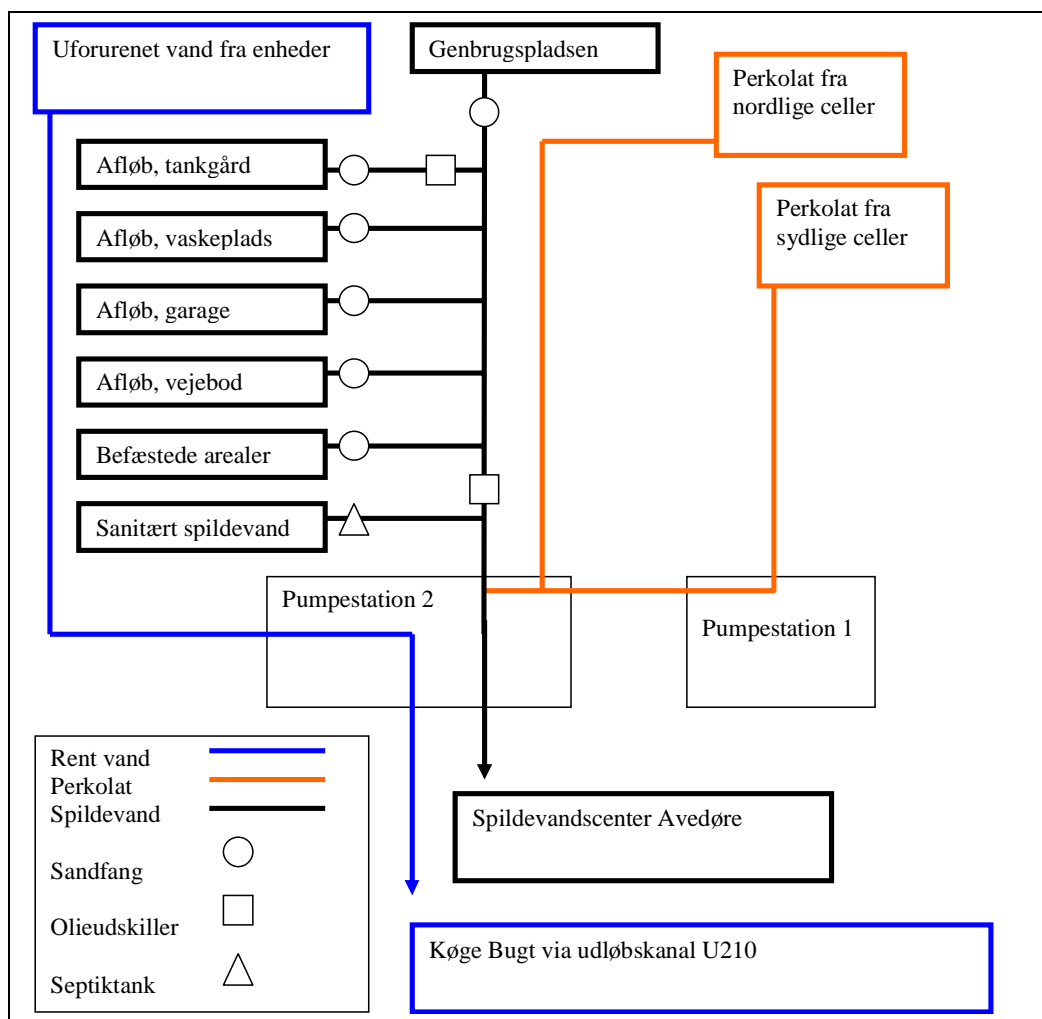 Uforurenet vand fra enheder
Genbrugspladsen
Perkolat fra
nordlige celler
Afløb, tankgård
Perkolat fra
sydlige celler
Afløb, vaskeplads
Afløb, garage
Afløb, vejebod
Befæstede arealer
Sanitært spildevand
Pumpestation 2
Pumpestation 1
Rent vand
Perkolat
Spildevand
Sandfang
Olieudskiller
Septiktank
Spildevandscenter Avedøre
Køge Bugt via udløbskanal U210